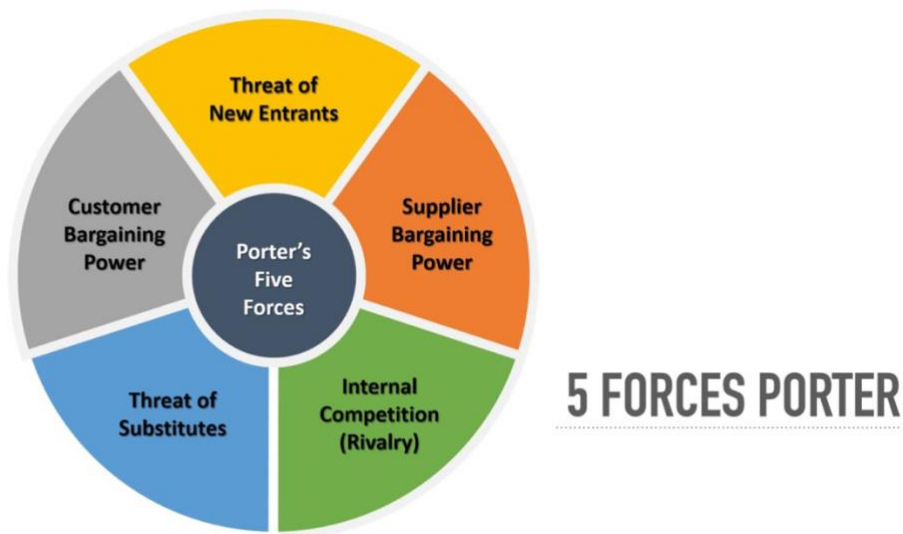 Threat of
New Entrants
Customer
Bargaining
Power
Supplier
Bargaining
Power
Porter's
Five
Forces
Threat of
Substitutes
Internal
Competition
(Rivalry)
5 FORCES PORTER